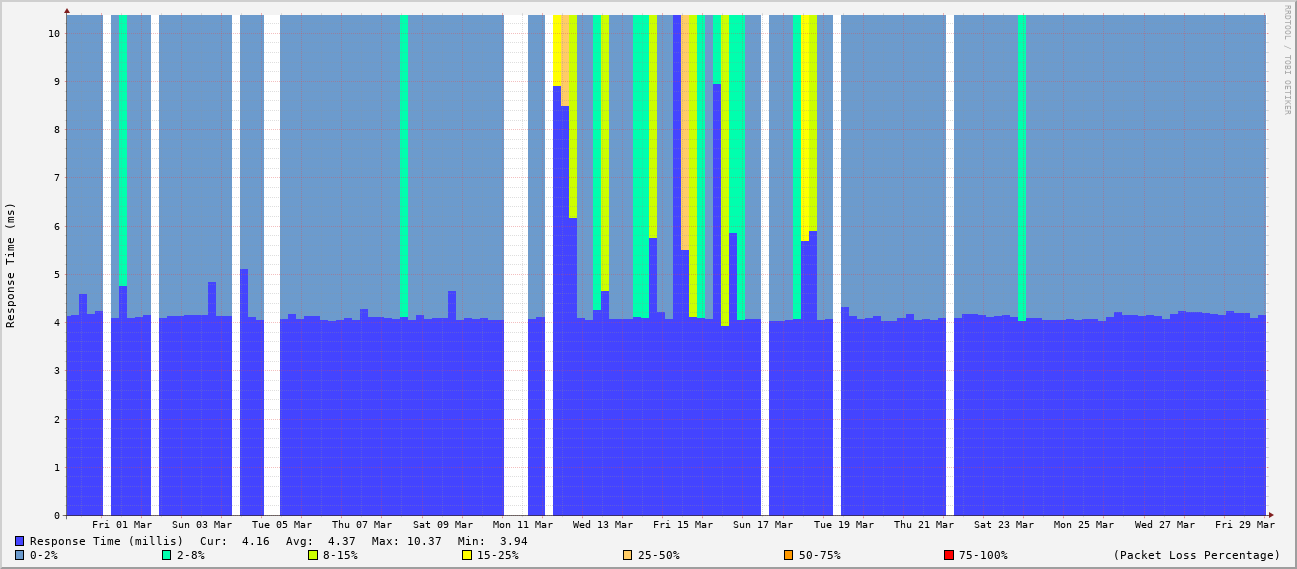 RRDTOOL / TOBI OETIKER
Response Time (ms)
10
9
8
7
6
5
4
3
2
1
0
Fri 01 Mar Sun 03 Mar Tue 05 Mar Thu 07 Mar Sat 09 Mar Mon 11 Mar Wed 13 Mar Fri 15 Mar Sun 17 Mar Tue 19 Mar Thu 21 Mar Sat 23 Mar Mon 25 Mar Wed 27 Mar Fri 29 Mar
Response Time (millis) Cur: 4.16 Avg: 4.37 Max: 10.37 Min: 3.94
0-2% 2-8% 8-15% 15-25% 25-50% 50-75% 75-100% (Packet Loss Percentage)